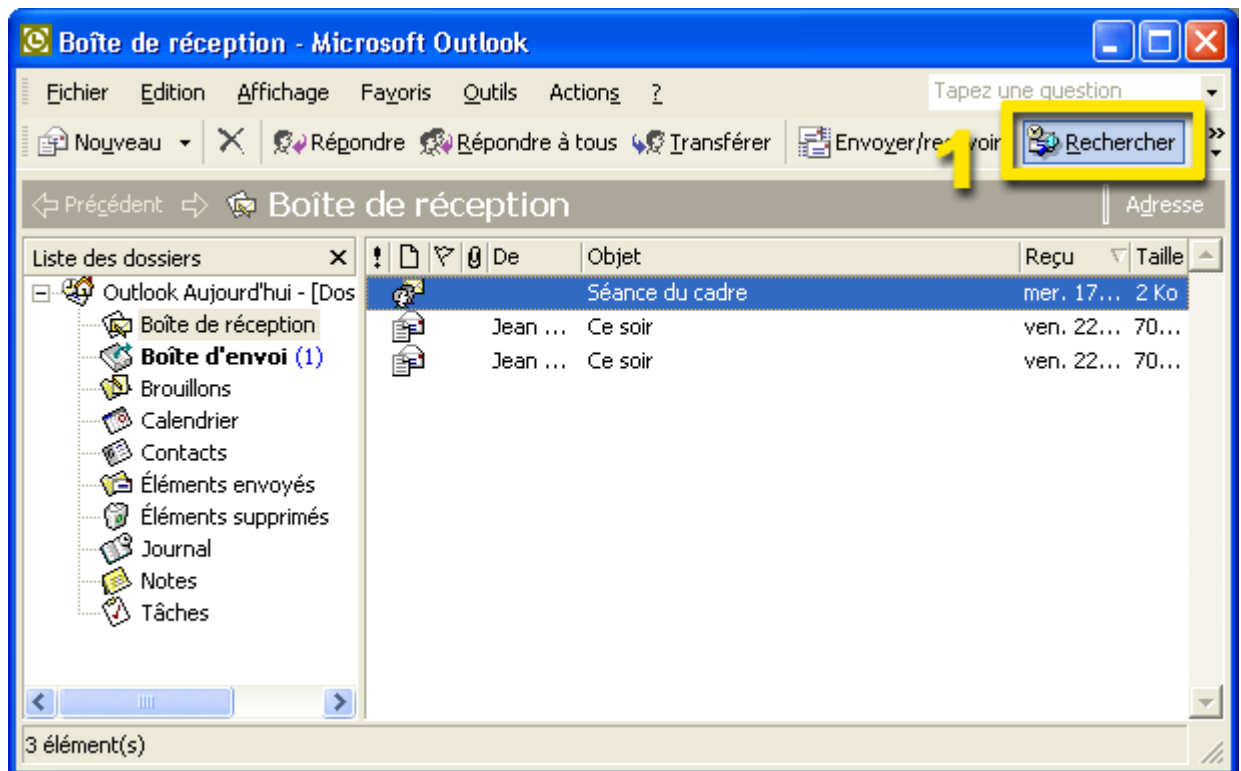 Boîte de réception - Microsoft Outlook
Fichier Edition Affichage Favoris Outils Actions ? Tapez une question
Nouveau Répondre Répondre à tous Transférer Envoyer/recevoir 1 Rechercher
Précédent Boîte de réception Adresse
Liste des dossiers De Objet Reçu Taille
Outlook Aujourd'hui - [Dos Séance du cadre mer. 17... 2 Ko
Boîte de réception Jean ... Ce soir ven. 22... 70...
Boîte d'envoi (1) Jean ... Ce soir ven. 22... 70...
Brouillons
Calendrier
Contacts
Éléments envoyés
Éléments supprimés
Journal
Notes
Tâches
3 élément(s)